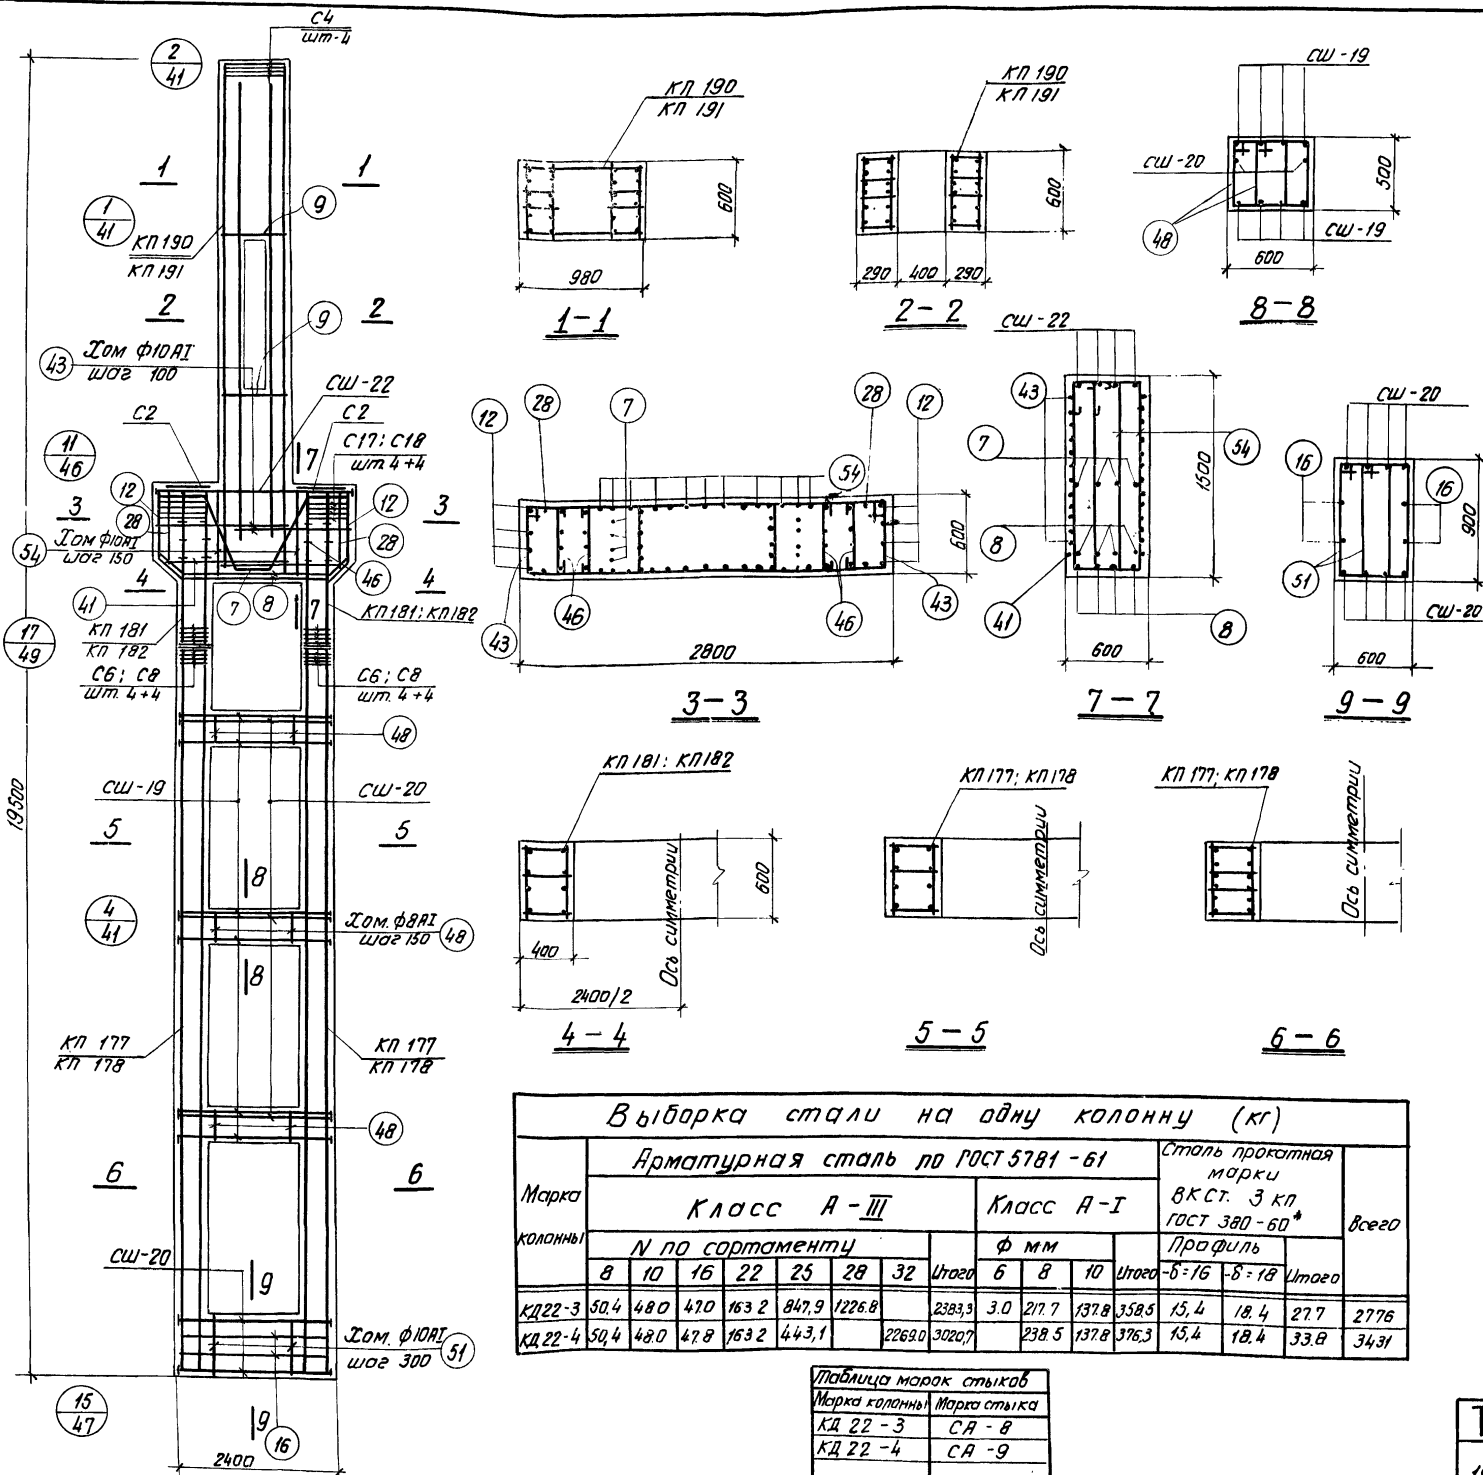 С4
шт-4
2
41
1
1
1
41
9
КП 190
КП 191
2
2
9
43
Хом ф10АI
шаг 100
СШ-22
С2
С2
С17; С18
шт 4+4
11
46
7
12
12
3
3
28
28
54
Хом ф10АI
шаг 150
46
4
4
41
7
8
7
КП181; КП182
17
49
КП 181
КП 182
С6; С8
шт. 4+4
С6; С8
шт. 4+4
48
19500
СШ-19
СШ-20
5
5
8
4
41
Хом. ф8АI
шаг 150
48
8
КП 177
КП 178
КП 177
КП 178
48
6
6
СШ-20
9
Хом. ф10АI
шаг 300
51
15
47
9
16
2400
КП 190
КП 191
600
980
1-1
КП 190
КП 191
600
290
400
290
2-2
СШ-19
СШ-20
500
48
СШ-19
600
8-8
12
28
7
28
12
54
600
43
46
46
43
2800
3-3
СШ-22
43
7
54
1500
8
41
8
600
7-7
СШ-20
16
16
900
51
СШ-20
600
9-9
КП181; КП182
600
400
Ось симметрии
2400/2
4-4
КП177; КП178
Ось симметрии
5-5
КП 177; КП178
Ось симметрии
6-6
Выборка стали на одну колонну (кг)
Марка колонны
Арматурная сталь по ГОСТ 5781-61
Сталь прокатная марки ВК СТ. 3 кп ГОСТ 380-60*
Всего
Класс А-III
Класс А-I
N по сортаменту
ф мм
Профиль
8 10 16 22 25 28 32 Итого 6 8 10 Итого -δ=16 -δ=18 Итого
КД22-3 50,4 48.0 47.0 163.2 847,9 1226.8 2383,3 3.0 217.7 137.8 358.5 15,4 18.4 27.7 2776
КД22-4 50,4 48.0 47.8 163.2 443,1 2269.0 3020,7 238.5 137.8 376,3 15,4 18.4 33.8 3431
Таблица марок стыков
Марка колонны Марка стыка
КД 22-3 СА-8
КД 22-4 СА-9